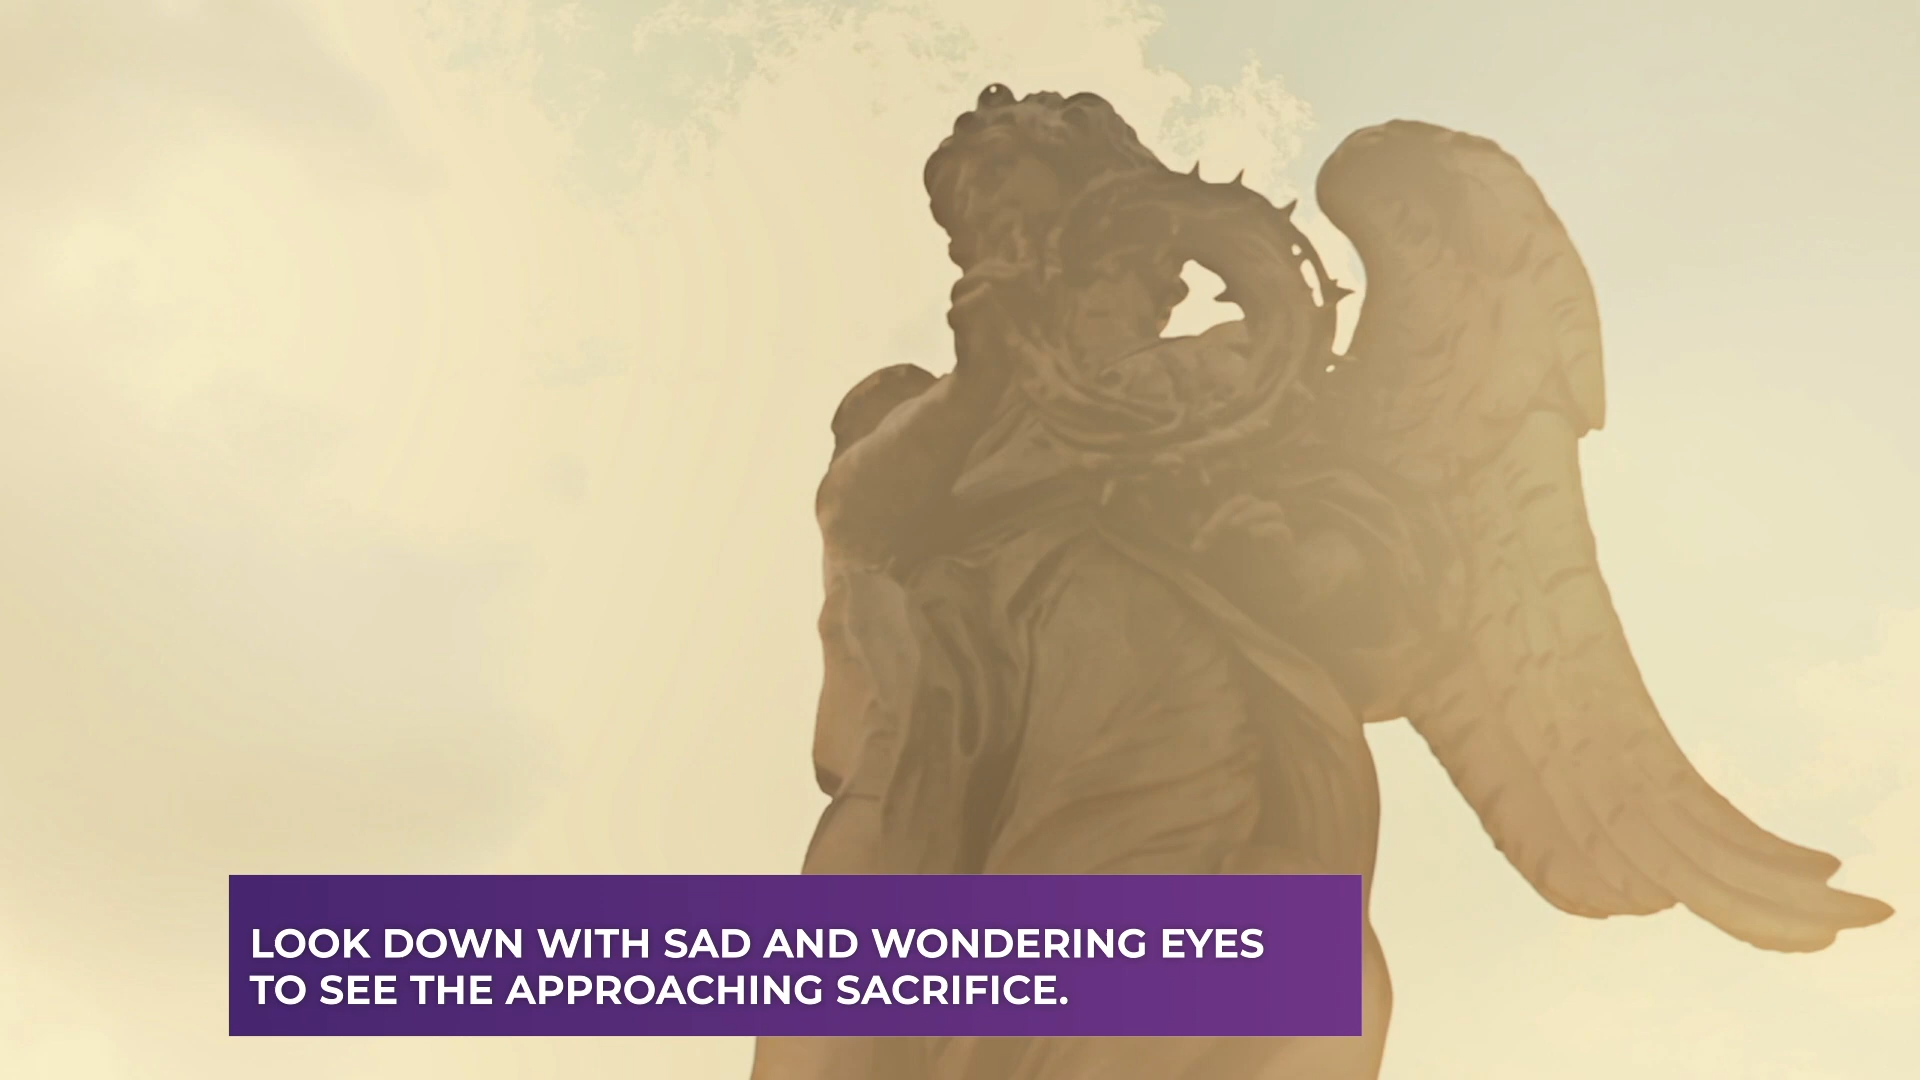 LOOK DOWN WITH SAD AND WONDERING EYES
TO SEE THE APPROACHING SACRIFICE.